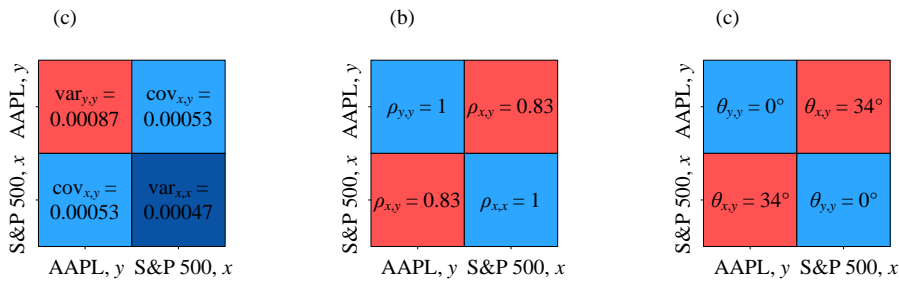 (c)
(b)
(c)
AAPL, y
S&P 500, x
var_{y,y} =
0.00087
cov_{x,y} =
0.00053
cov_{x,y} =
0.00053
var_{x,x} =
0.00047
AAPL, y
S&P 500, x
AAPL, y
S&P 500, x
ρ_{y,y} = 1
ρ_{x,y} = 0.83
ρ_{x,y} = 0.83
ρ_{x,x} = 1
AAPL, y
S&P 500, x
AAPL, y
S&P 500, x
θ_{y,y} = 0°
θ_{x,y} = 34°
θ_{x,y} = 34°
θ_{y,y} = 0°
AAPL, y
S&P 500, x